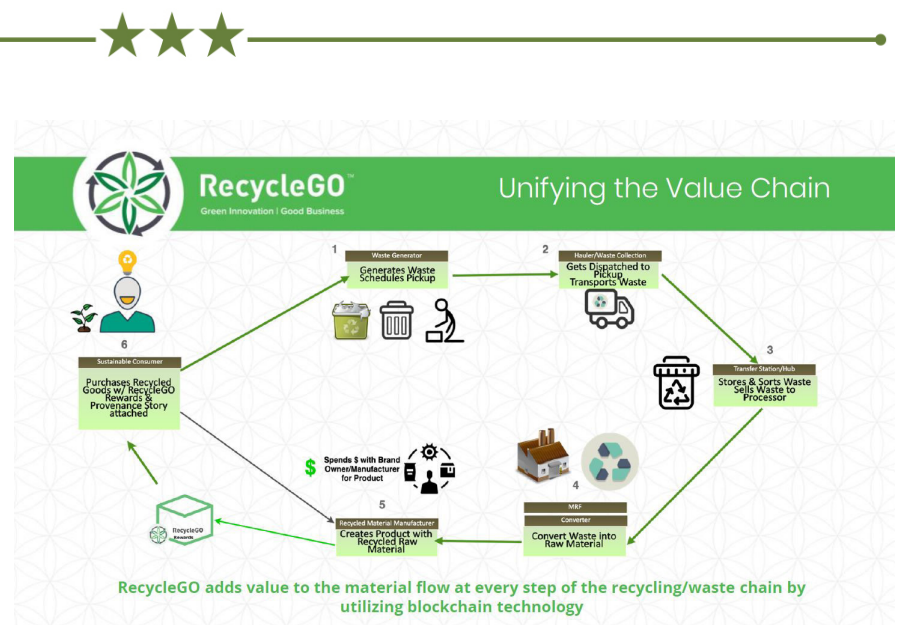 RecycleGO™
Green Innovation | Good Business
Unifying the Value Chain
1
Waste Generator
Generates Waste
Schedules Pickup
2
Hauler/Waste Collection
Gets Dispatched to
Pickup
Transports Waste
3
Transfer Station/Hub
Stores & Sorts Waste
Sells Waste to
Processor
4
MRF
Converter
Convert Waste into
Raw Material
$
Spends $ with Brand
Owner/Manufacturer
for Product
5
Recycled Material Manufacturer
Creates Product with
Recycled Raw
Material
RecycleGO
Rewards
6
Sustainable Consumer
Purchases Recycled
Goods w/ RecycleGO
Rewards &
Provenance Story
attached
RecycleGO adds value to the material flow at every step of the recycling/waste chain by
utilizing blockchain technology